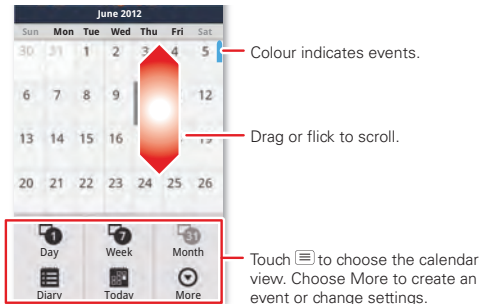 June 2012
Sun Mon Tue Wed Thu Fri Sat
30 31 1 2 3 4 5
Colour indicates events.
6 7 8 9 12
13 14 15 16 19
Drag or flick to scroll.
20 21 22 23 24 25 26
1 7 31
Day Week Month
Diary Today More
Touch to choose the calendar
view. Choose More to create an
event or change settings.